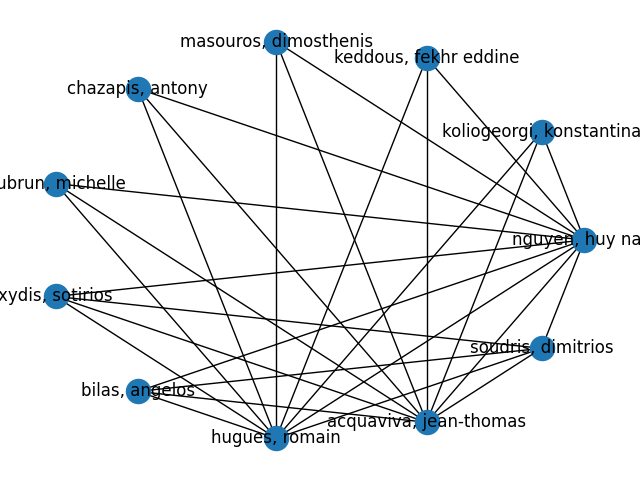 masouros, dimosthenis
keddous, fekhr eddine
chazapis, antony
koliogeorgi, konstantina
ubrun, michelle
nguyen, huy na
xydis, sotirios
soudris, dimitrios
bilas, angelos
acquaviva, jean-thomas
hugues, romain